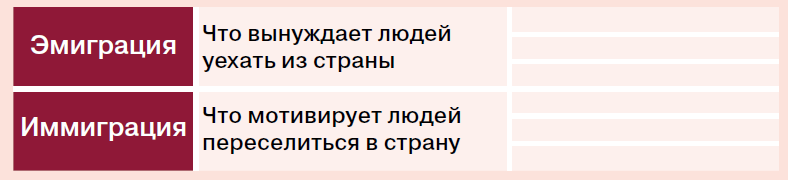 Эмиграция
Что вынуждает людей
уехать из страны
Иммиграция
Что мотивирует людей
переселиться в страну